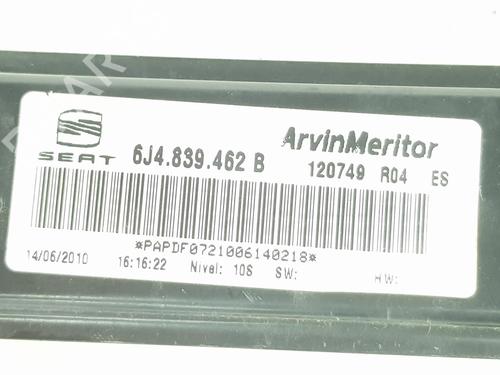 SEAT
6J4.839.462 B
ArvinMeritor
120749 R04 ES
*PAPDF0721006140218*
14/06/2010 16:16:22 Nivel: 10S SW: HW: